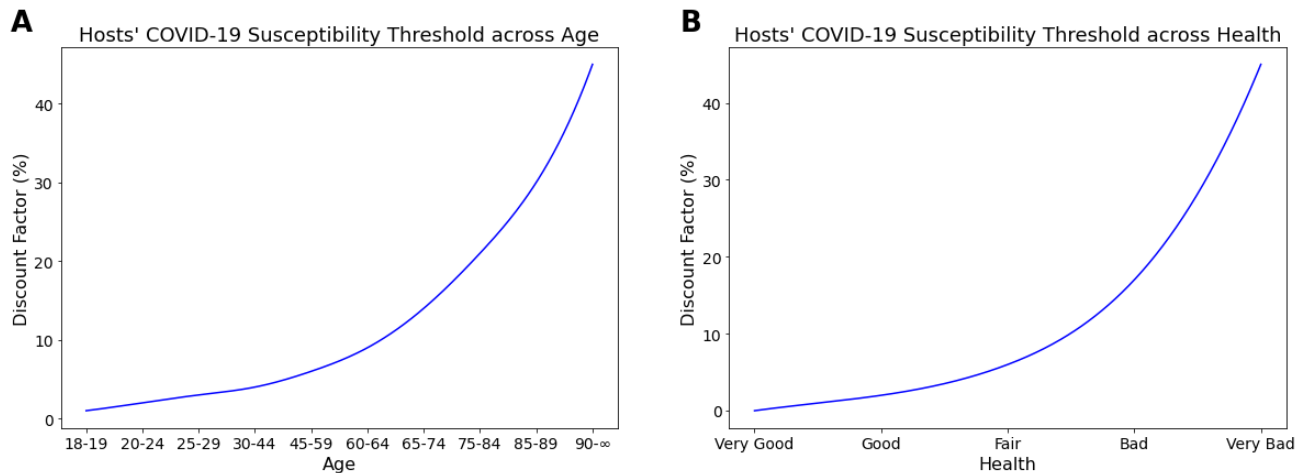 A
Hosts' COVID-19 Susceptibility Threshold across Age
Discount Factor (%)
40
30
20
10
0
18-19 20-24 25-29 30-44 45-59 60-64 65-74 75-84 85-89 90-∞
Age
B
Hosts' COVID-19 Susceptibility Threshold across Health
Discount Factor (%)
40
30
20
10
0
Very Good Good Fair Bad Very Bad
Health